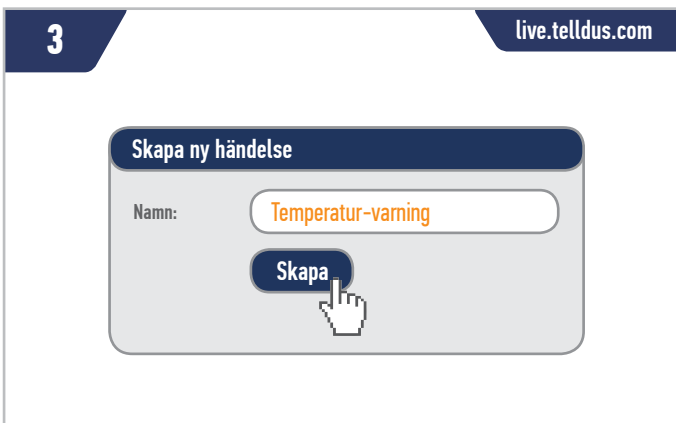 3
live.telldus.com
Skapa ny händelse
Namn: Temperatur-varning
Skapa